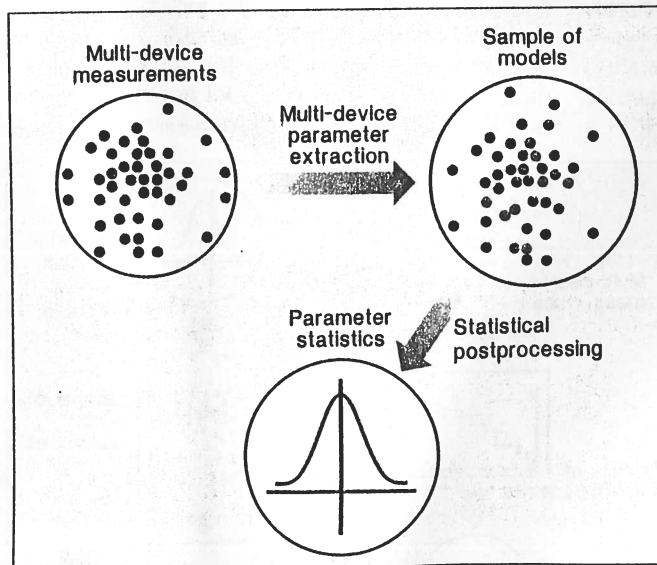 Multi-device
measurements
Multi-device
parameter
extraction
Sample of
models
Parameter
statistics
Statistical
postprocessing